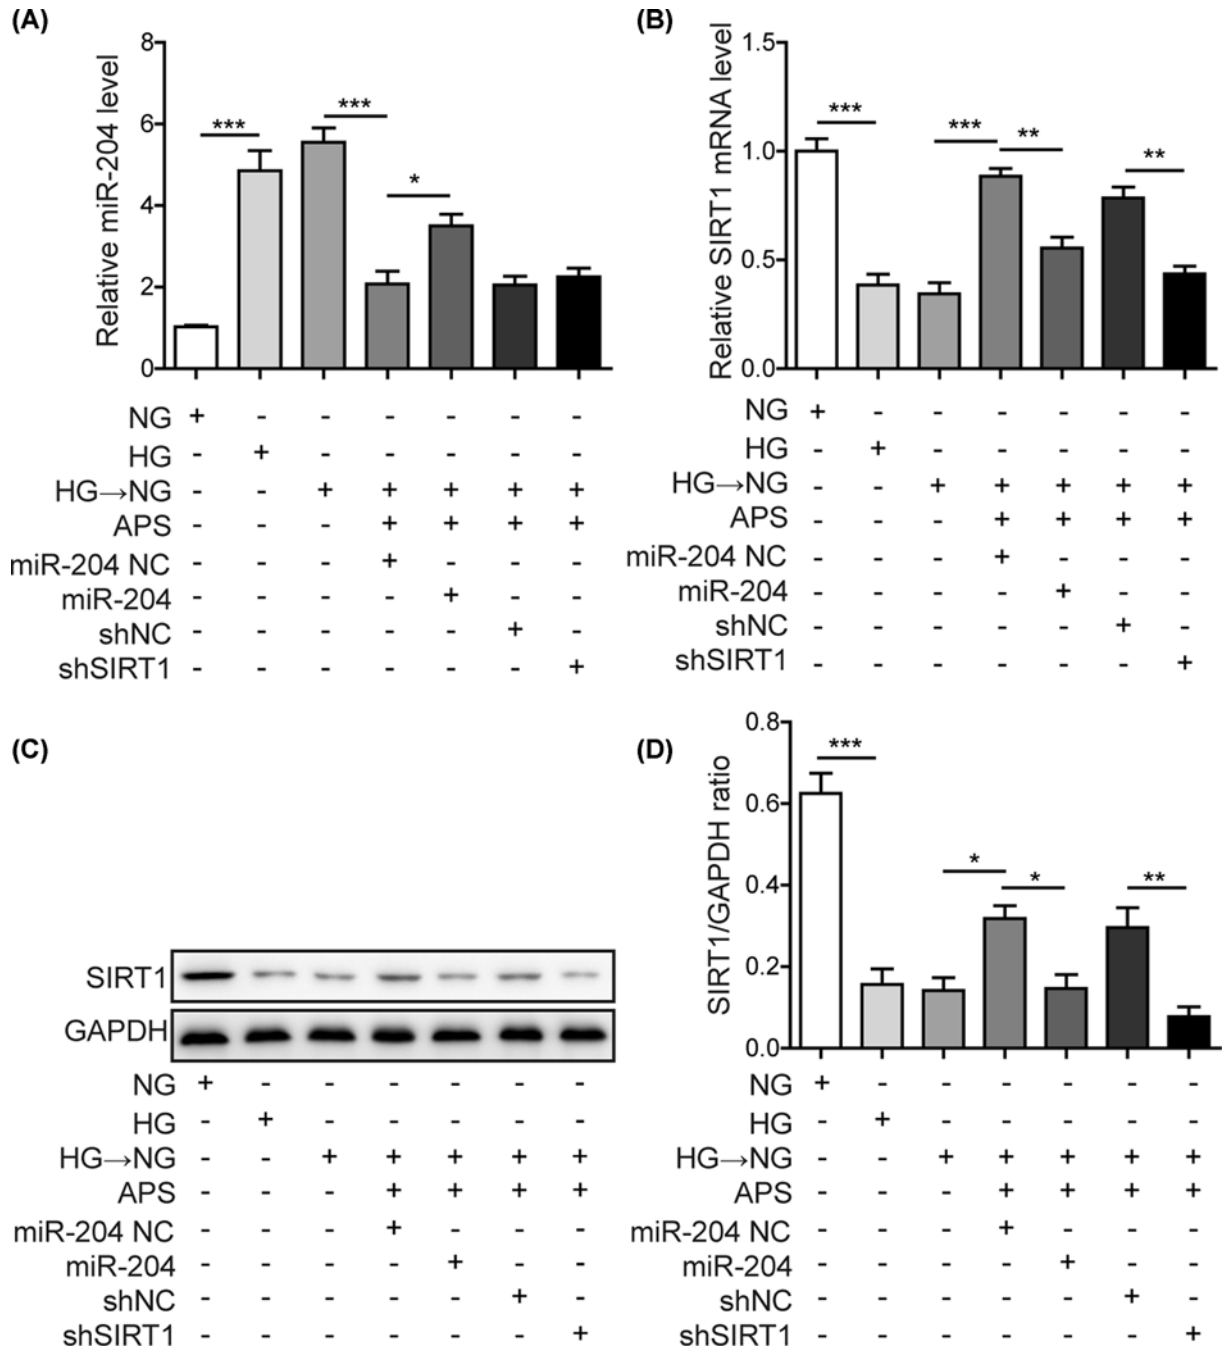 (A)
Relative miR-204 level
8
6
4
2
0
***
***
*
NG + - - - - - -
HG - + - - - - -
HG→NG - - + + + + +
APS - - - + + + +
miR-204 NC - - - + - - -
miR-204 - - - - + - -
shNC - - - - - + -
shSIRT1 - - - - - - +
(B)
Relative SIRT1 mRNA level
1.5
1.0
0.5
0.0
***
***
**
**
NG + - - - - - -
HG - + - - - - -
HG→NG - - + + + + +
APS - - - + + + +
miR-204 NC - - - + - - -
miR-204 - - - - + - -
shNC - - - - - + -
shSIRT1 - - - - - - +
(C)
SIRT1
GAPDH
NG + - - - - - -
HG - + - - - - -
HG→NG - - + + + + +
APS - - - + + + +
miR-204 NC - - - + - - -
miR-204 - - - - + - -
shNC - - - - - + -
shSIRT1 - - - - - - +
(D)
SIRT1/GAPDH ratio
0.8
0.6
0.4
0.2
0.0
***
*
*
**
NG + - - - - - -
HG - + - - - - -
HG→NG - - + + + + +
APS - - - + + + +
miR-204 NC - - - + - - -
miR-204 - - - - + - -
shNC - - - - - + -
shSIRT1 - - - - - - +